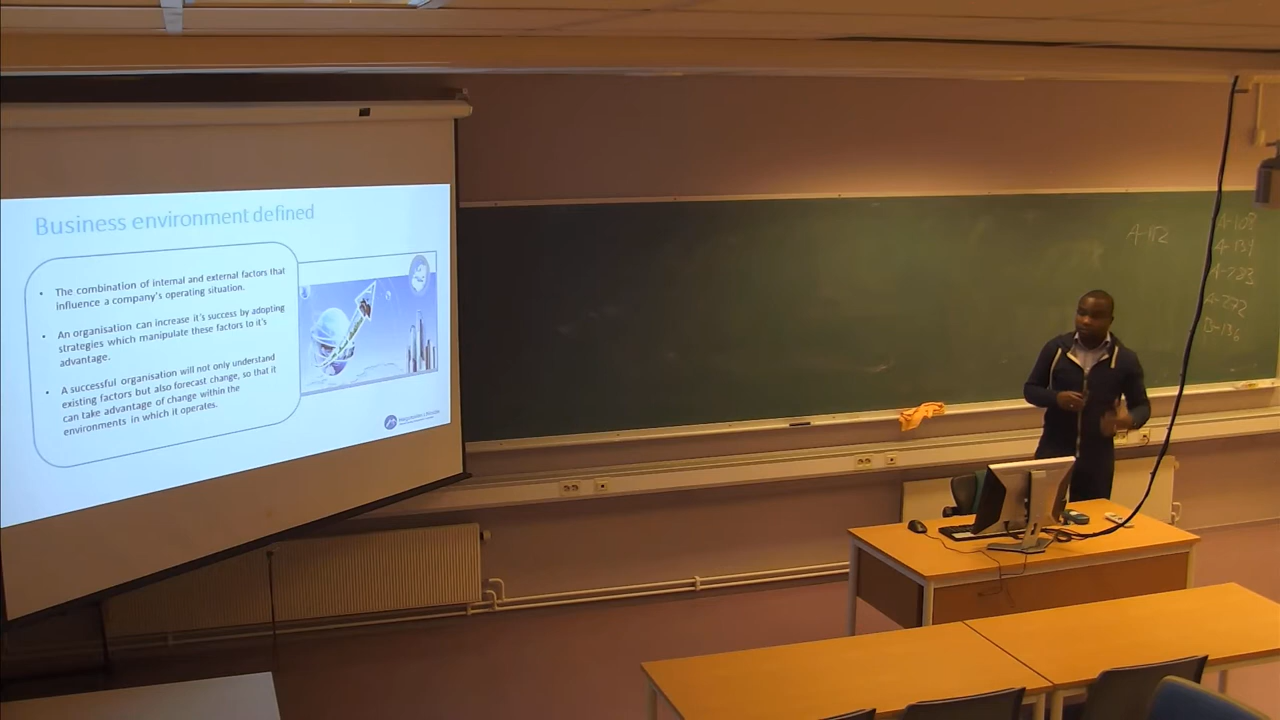 Business environment defined
• The combination of internal and external factors that
influence a company's operating situation.
• An organisation can increase it's success by adopting
strategies which manipulate these factors to it's
advantage.
• A successful organisation will not only understand
existing factors but also forecast change, so that it
can take advantage of change within the
environments in which it operates.
A-112
A-108
A-134
A-223
A-272
B-136